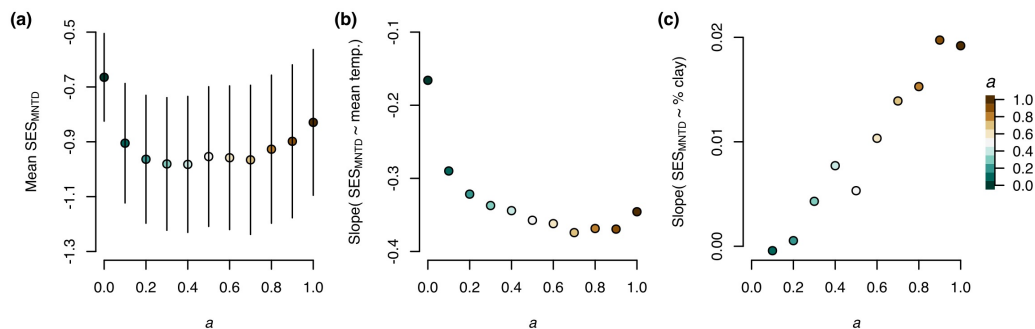 (a)
Mean SES_MNTD
-0.5
-0.7
-0.9
-1.1
-1.3
0.0 0.2 0.4 0.6 0.8 1.0
a
(b)
Slope( SES_MNTD ~ mean temp.)
-0.1
-0.2
-0.3
-0.4
0.0 0.2 0.4 0.6 0.8 1.0
a
(c)
Slope( SES_MNTD ~ % clay)
0.02
0.01
0.00
0.0 0.2 0.4 0.6 0.8 1.0
a
a
1.0
0.8
0.6
0.4
0.2
0.0